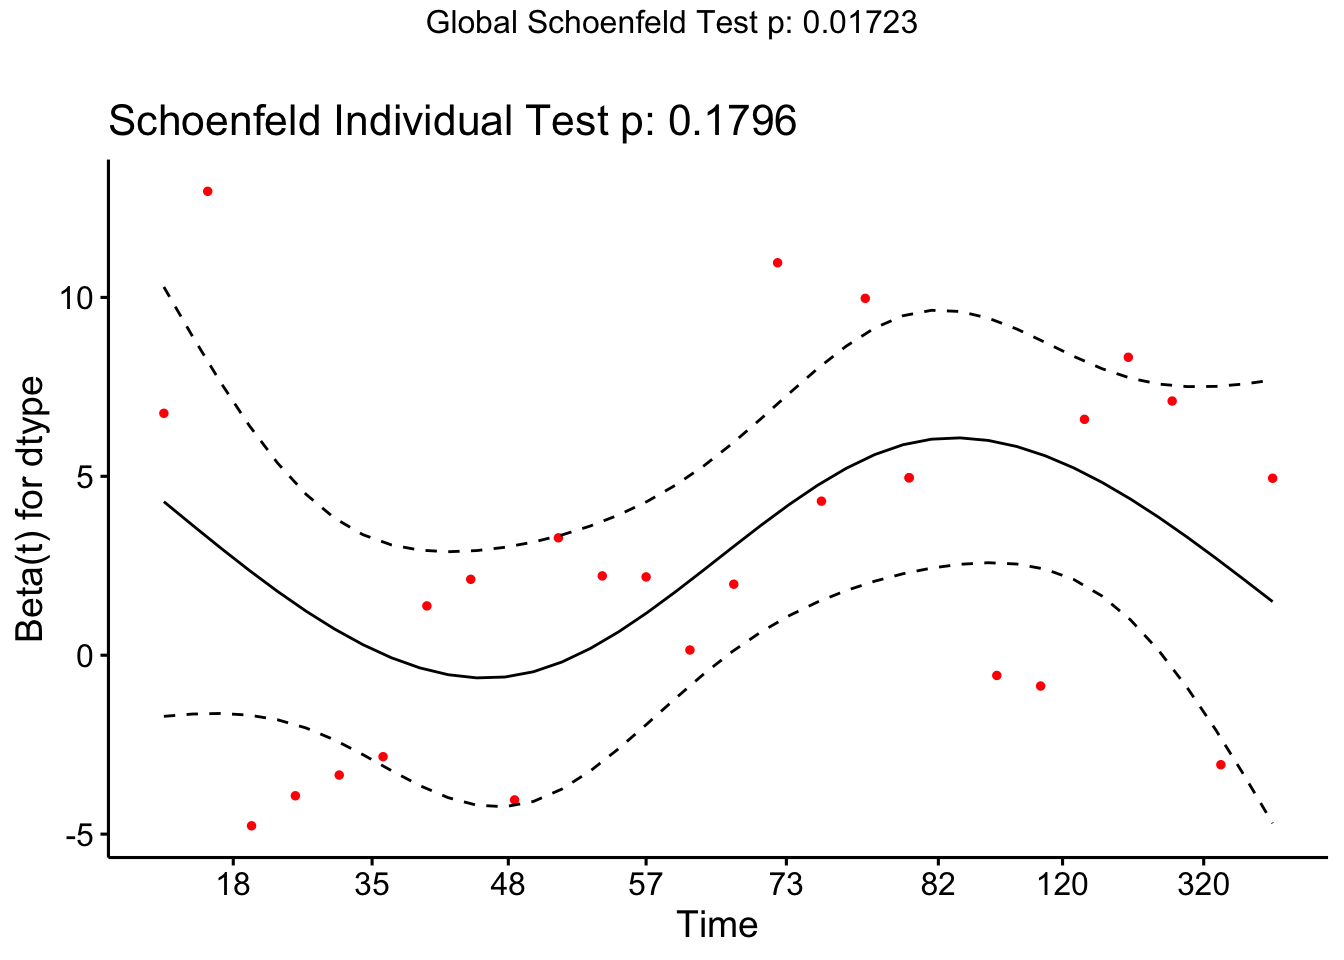 Global Schoenfeld Test p: 0.01723
Schoenfeld Individual Test p: 0.1796
Beta(t) for dtype
10
5
0
-5
18 35 48 57 73 82 120 320
Time